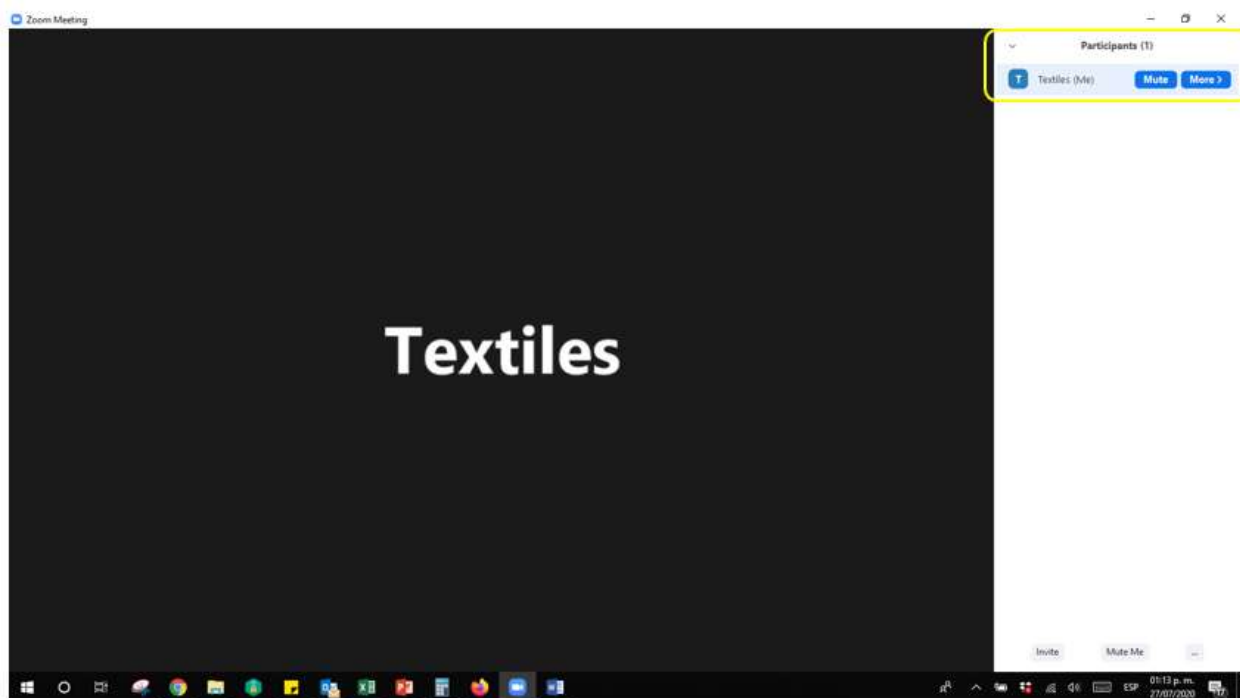 Zoom Meeting
Participants (1)
T Textiles (Me) Mute More >
Textiles
Invite Mute Me ...
ESP 01:13 p. m.
27/07/2020